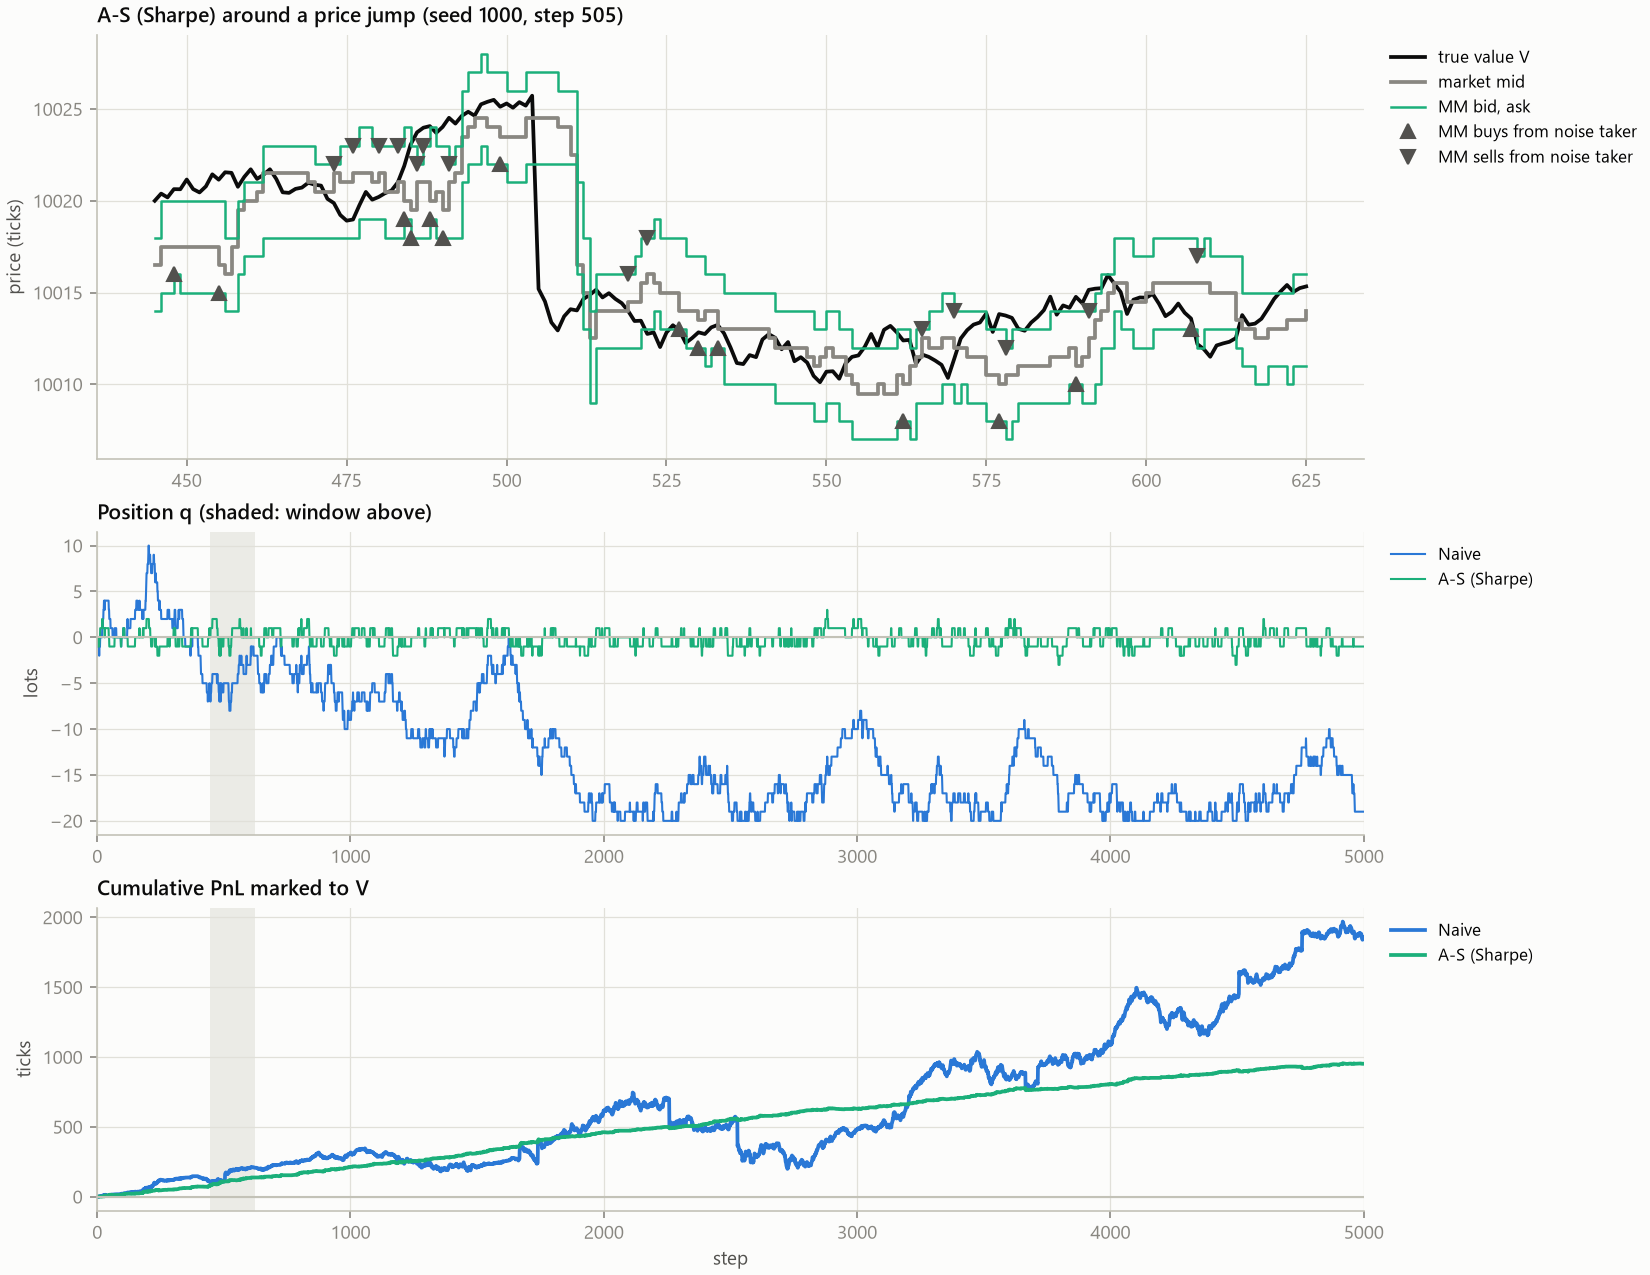 A-S (Sharpe) around a price jump (seed 1000, step 505)
price (ticks)
10025
10020
10015
10010
450 475 500 525 550 575 600 625
true value V
market mid
MM bid, ask
MM buys from noise taker
MM sells from noise taker
Position q (shaded: window above)
lots
10
5
0
−5
−10
−15
−20
0 1000 2000 3000 4000 5000
Naive
A-S (Sharpe)
Cumulative PnL marked to V
ticks
2000
1500
1000
500
0
0 1000 2000 3000 4000 5000
step
Naive
A-S (Sharpe)